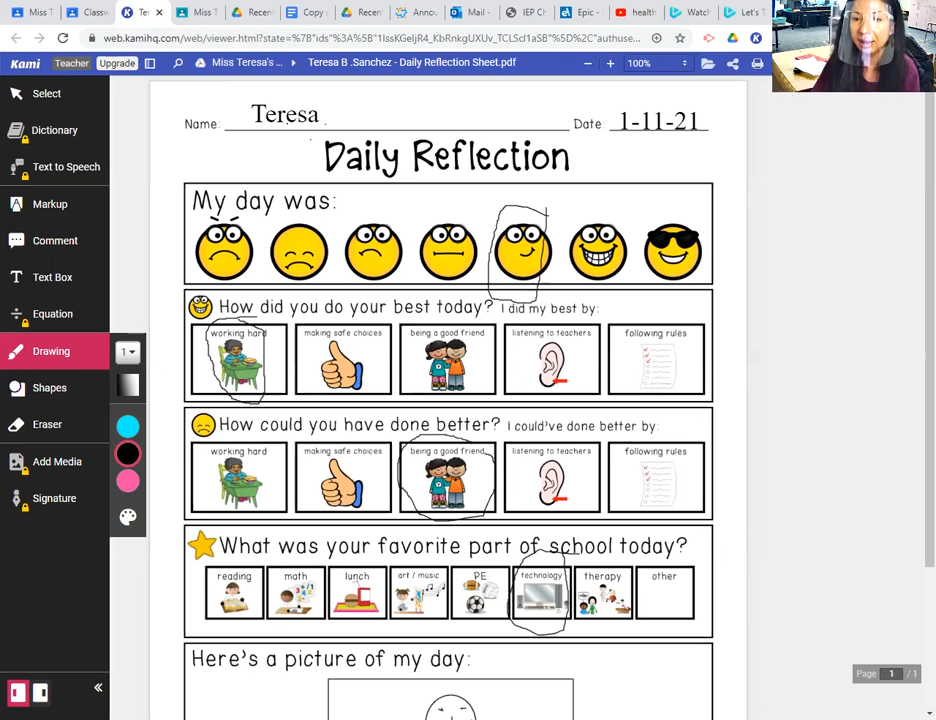 Miss T
Classw
Ter
Miss T
Recent
Copy o
Recent
Annou
Mail -
IEP Ch
Epic -
health
Watch
Let's T
web.kamihq.com/web/viewer.html?state=%7B"ids"%3A%5B"1IssKGeIjR4_KbRnkgUXUv_TCLScl1aSB"%5D%2C"action"... 
Kami Teacher Upgrade
Miss Teresa's ...
Teresa B .Sanchez - Daily Reflection Sheet.pdf
100%
Select
Dictionary
Text to Speech
Markup
Comment
Text Box
Equation
Drawing
Shapes
Eraser
Add Media
Signature
1
Name: Teresa Date: 1-11-21
Daily Reflection
My day was:
How did you do your best today? I did my best by:
working hard making safe choices being a good friend listening to teachers following rules
How could you have done better? I could've done better by:
working hard making safe choices being a good friend listening to teachers following rules
What was your favorite part of school today?
reading math lunch art / music PE technology therapy other
Here's a picture of my day:
Page 1 / 1